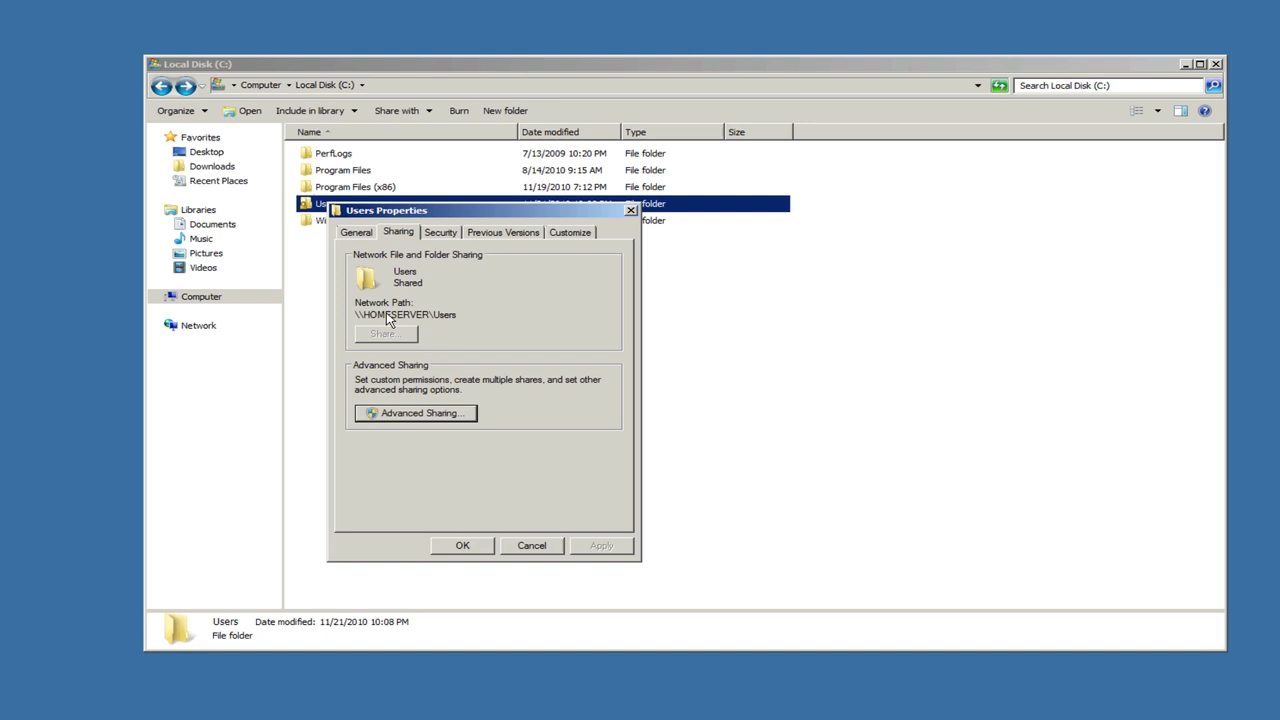 Local Disk (C:)
Computer Local Disk (C:) Search Local Disk (C:)
Organize Open Include in library Share with Burn New folder
Name Date modified Type Size
Favorites
Desktop
Downloads
Recent Places
Libraries
Documents
Music
Pictures
Videos
Computer
Network
PerfLogs 7/13/2009 10:20 PM File folder
Program Files 8/14/2010 9:15 AM File folder
Program Files (x86) 11/19/2010 7:12 PM File folder
folder
folder
Users Properties
General Sharing Security Previous Versions Customize
Network File and Folder Sharing
Users
Shared
Network Path:
\\HOMESERVER\Users
Share...
Advanced Sharing
Set custom permissions, create multiple shares, and set other
advanced sharing options.
Advanced Sharing...
OK Cancel Apply
Users Date modified: 11/21/2010 10:08 PM
File folder